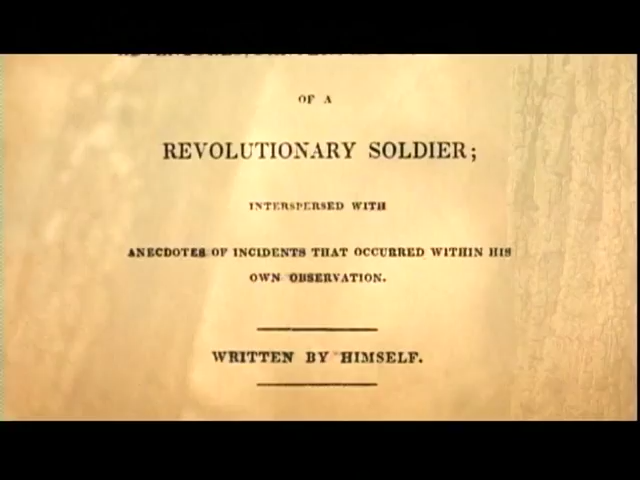 OF A
REVOLUTIONARY SOLDIER;
INTERSPERSED WITH
ANECDOTES OF INCIDENTS THAT OCCURRED WITHIN HIS
OWN OBSERVATION.
WRITTEN BY HIMSELF.